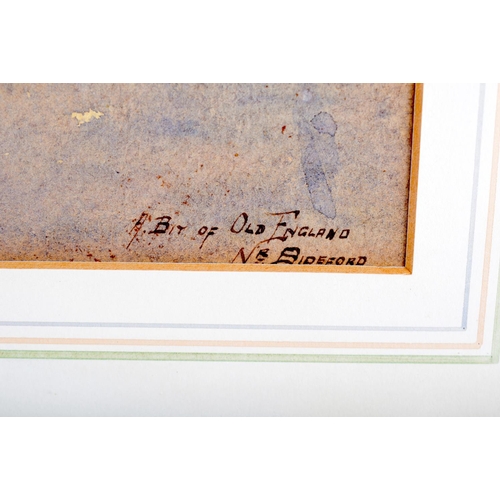 A. BIT OF OLD ENGLAND
NR BIDEFORD